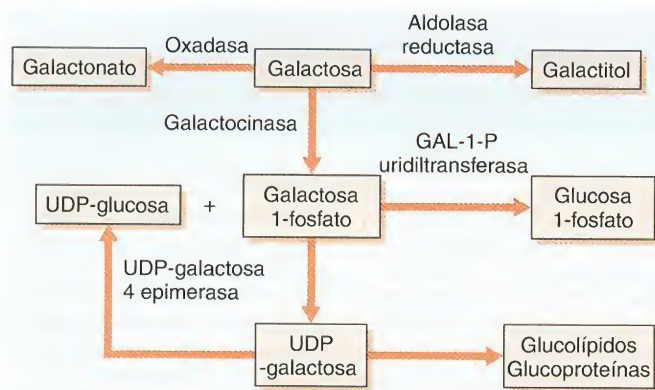 Oxadasa
Aldolasa
reductasa
Galactonato
Galactosa
Galactitol
Galactocinasa
GAL-1-P
uridiltransferasa
UDP-glucosa
+
Galactosa
1-fosfato
Glucosa
1-fosfato
UDP-galactosa
4 epimerasa
UDP
-galactosa
Glucolípidos
Glucoproteínas